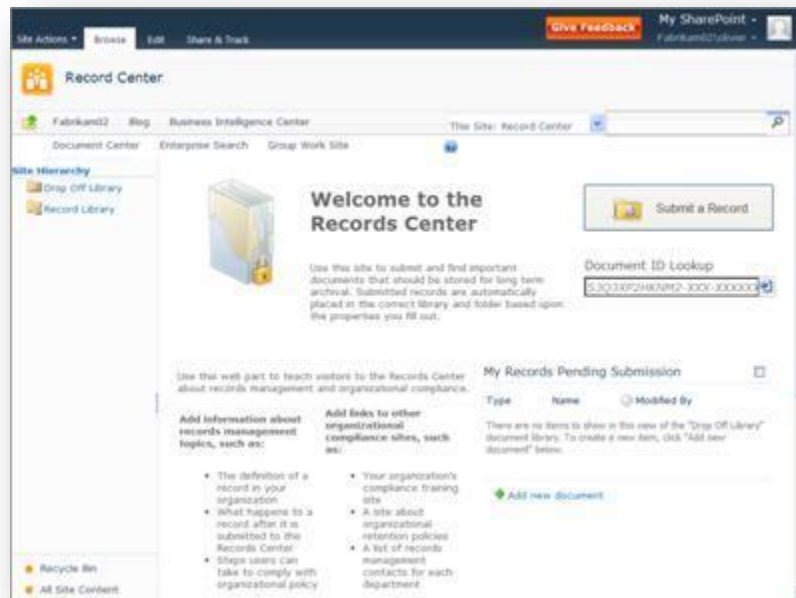 Give Feedback
My SharePoint
Site Actions Browse Edit Share & Track
Record Center
Fabrikam02 Blog Business Intelligence Center
This Site: Record Center
Document Center Enterprise Search Group Work Site
Site Hierarchy
Drop Off Library
Record Library
Welcome to the
Records Center
Use this site to submit and find important
documents that should be stored for long term
archival. Submitted records are automatically
placed in the correct library and folder based upon
the properties you fill out.
Submit a Record
Document ID Lookup
Use this web part to teach visitors to the Records Center
about records management and organizational compliance.
Add information about
records management
topics, such as:
The definition of a
record in your
organization
What happens to a
record after it is
submitted to the
Records Center
Steps users can
take to comply with
organizational policy
Add links to other
organizational
compliance sites, such
as:
Your organization's
compliance training
site
A site about
organizational
retention policies
A list of records
management
contacts for each
department
My Records Pending Submission
Type Name Modified By
There are no items to show in this view of the "Drop Off Library"
document library. To create a new item, click "Add new
document" below.
Add new document
Recycle Bin
All Site Content